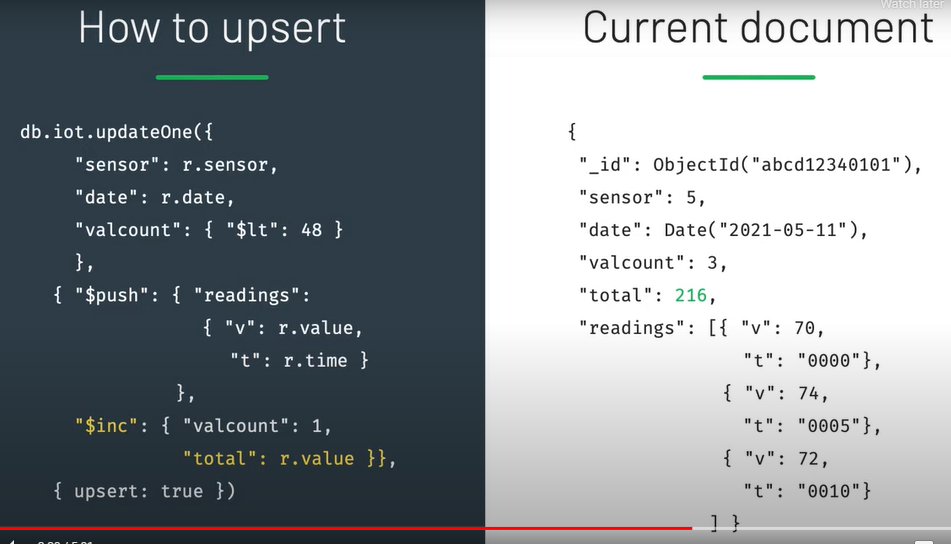 Watch later
How to upsert
db.iot.updateOne({
"sensor": r.sensor,
"date": r.date,
"valcount": { "$lt": 48 }
},
{ "$push": { "readings":
{ "v": r.value,
"t": r.time }
},
"$inc": { "valcount": 1,
"total": r.value }},
{ upsert: true })
Current document
{
"_id": ObjectId("abcd12340101"),
"sensor": 5,
"date": Date("2021-05-11"),
"valcount": 3,
"total": 216,
"readings": [{ "v": 70,
"t": "0000"},
{ "v": 74,
"t": "0005"},
{ "v": 72,
"t": "0010"}
] }